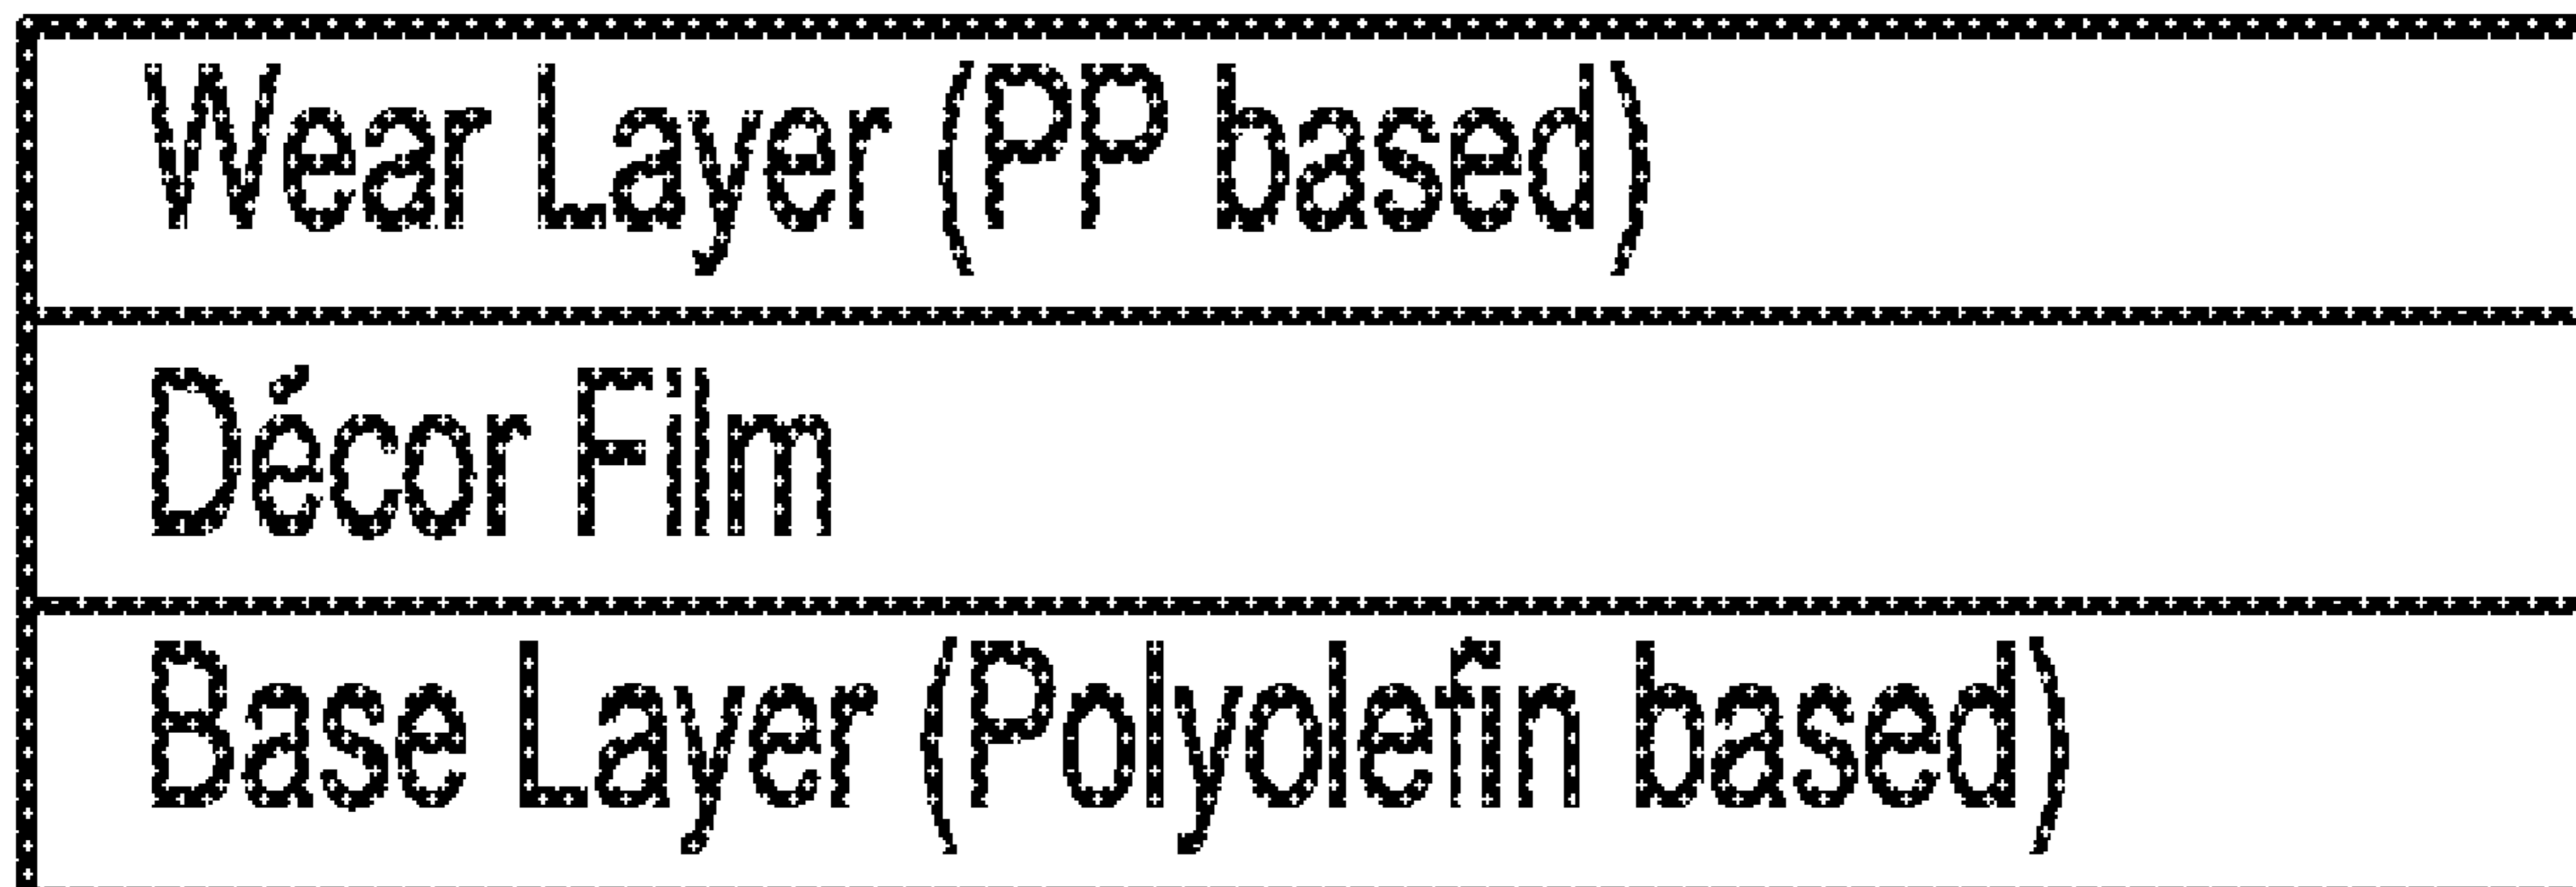 Wear Layer (PP based)
Décor Film
Base Layer (Polyolefin based)